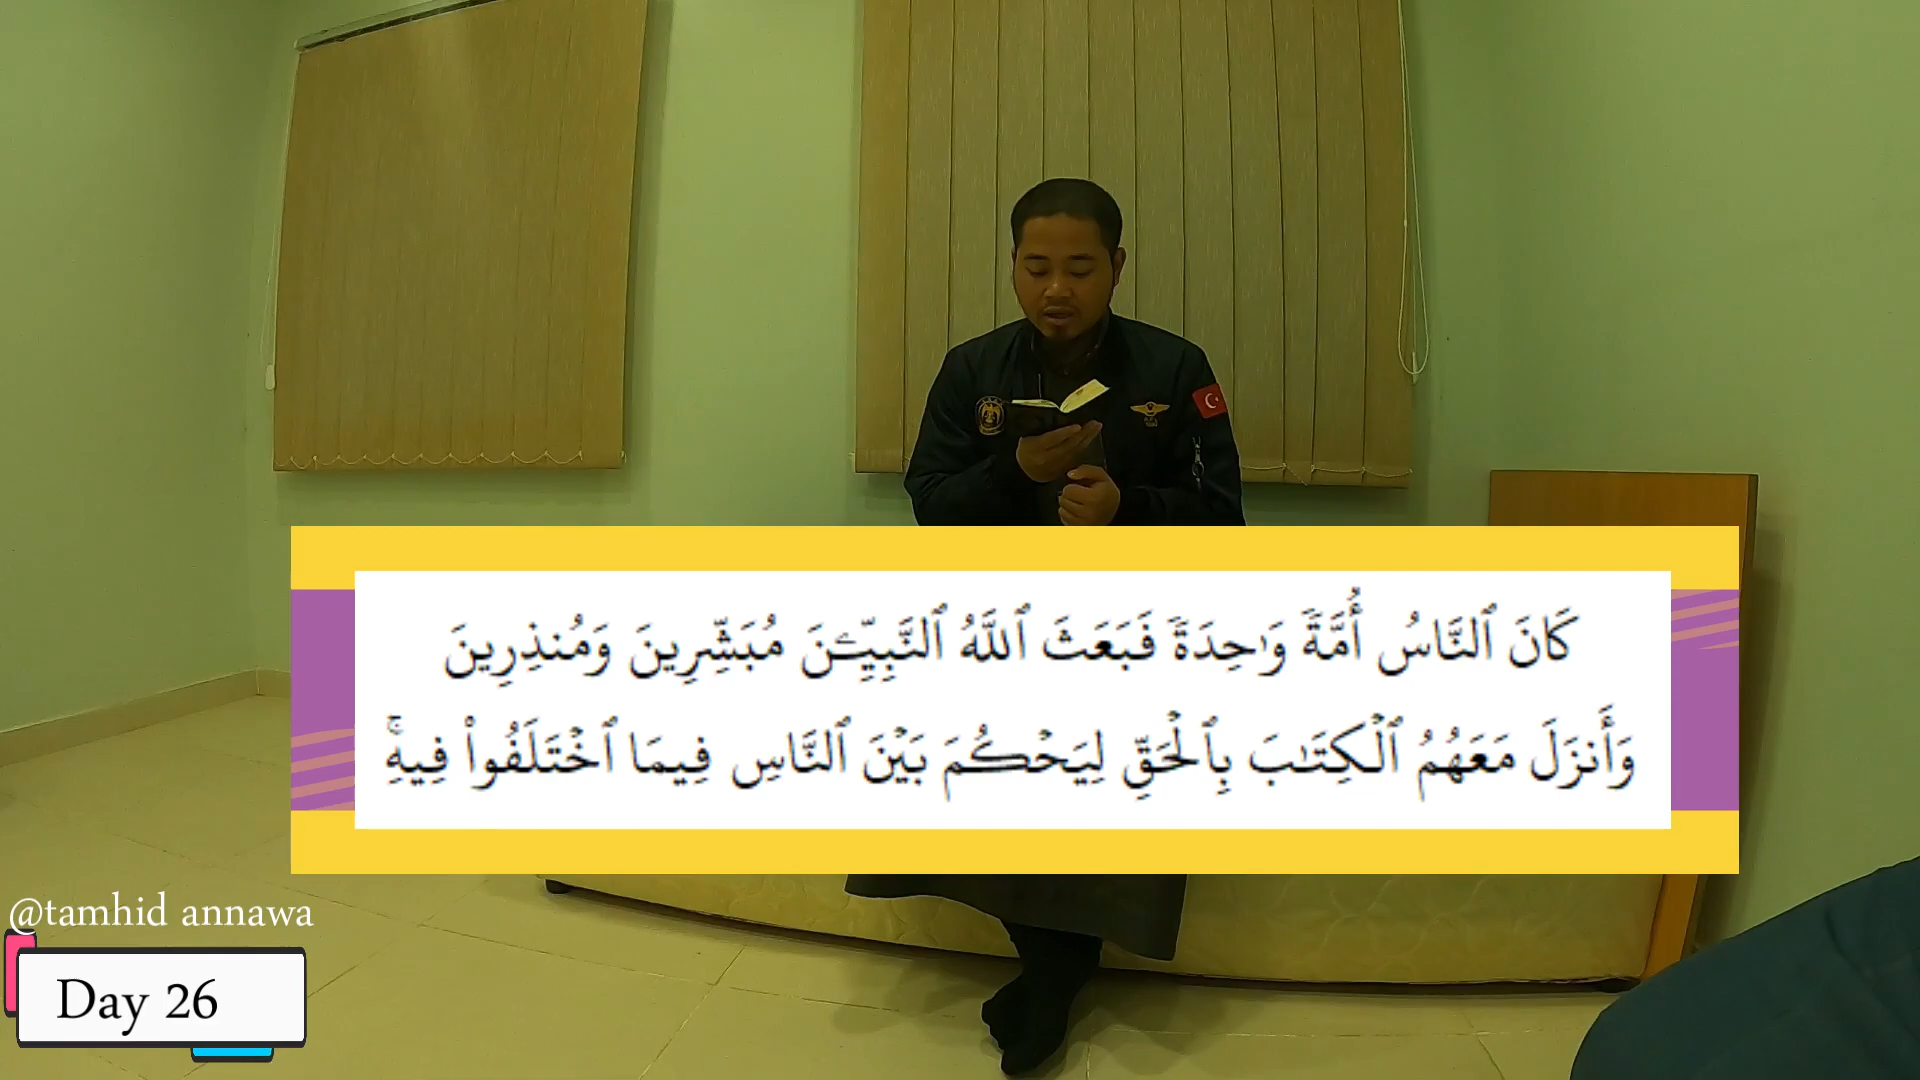 كَانَ ٱلنَّاسُ أُمَّةٗ وَٰحِدَةٗ فَبَعَثَ ٱللَّهُ ٱلنَّبِيِّـۧنَ مُبَشِّرِينَ وَمُنذِرِينَ
وَأَنزَلَ مَعَهُمُ ٱلۡكِتَٰبَ بِٱلۡحَقِّ لِيَحۡكُمَ بَيۡنَ ٱلنَّاسِ فِيمَا ٱخۡتَلَفُواْ فِيهِۚ
@tamhid annawa
Day 26